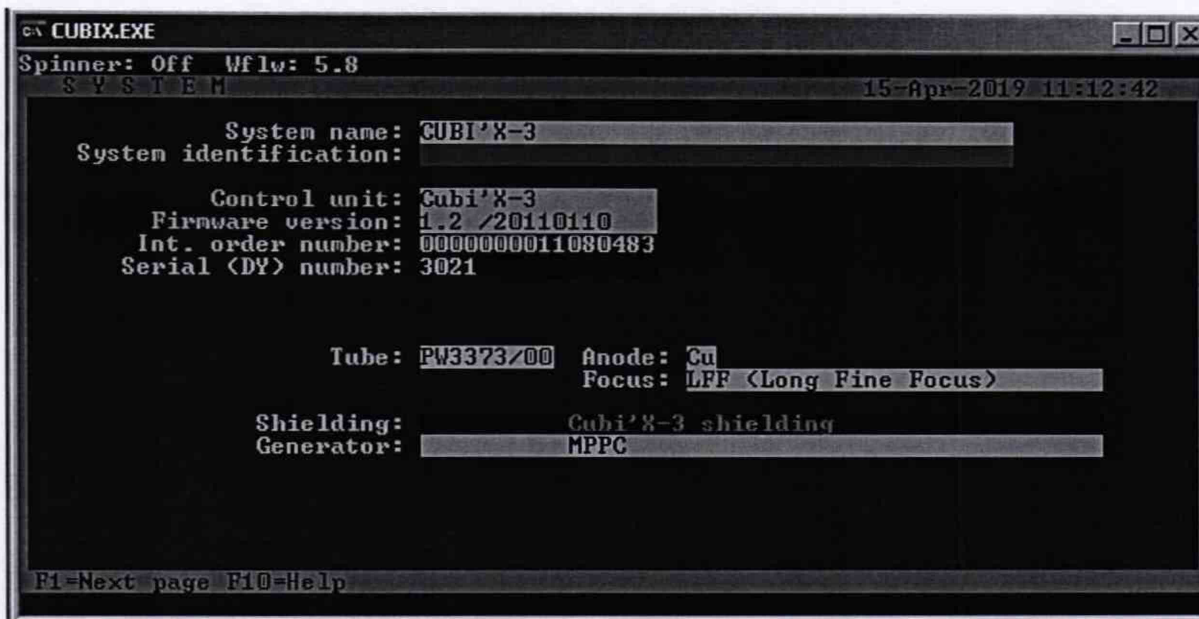 C:\ CUBIX.EXE
Spinner: Off Wflw: 5.8
SYSTEM 15-Apr-2019 11:12:42
System name: CUBI'X-3
System identification:
Control unit: Cubi'X-3
Firmware version: 1.2 /20110110
Int. order number: 0000000011080483
Serial (DY) number: 3021
Tube: PW3373/00 Anode: Cu
Focus: LFF (Long Fine Focus)
Shielding: Cubi'X-3 shielding
Generator: MPPC
F1=Next page F10=Help